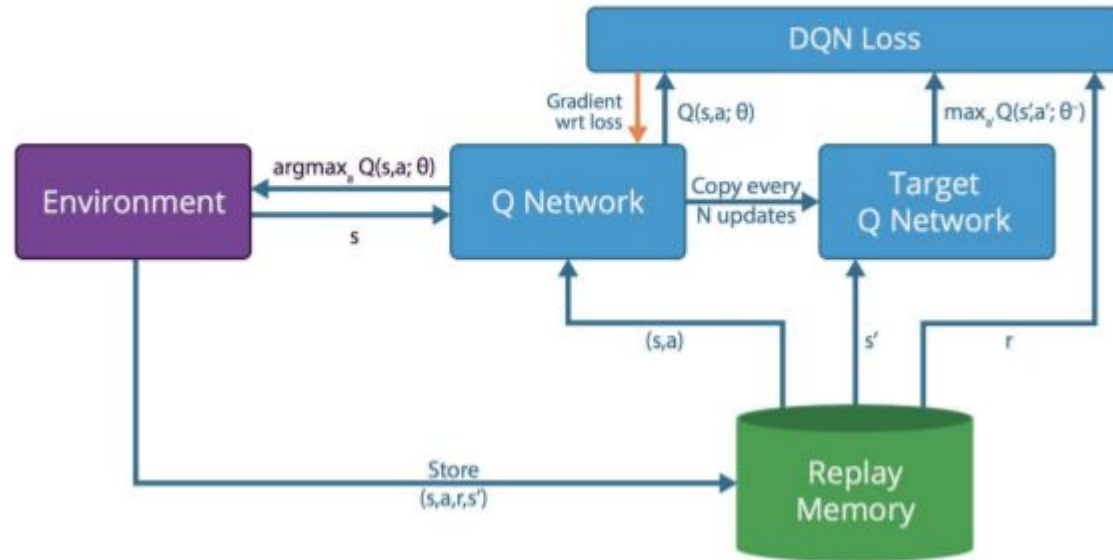 DQN Loss
Gradient
wrt loss
Q(s,a; θ)
maxₐ' Q(s',a'; θ⁻)
Environment
argmaxₐ Q(s,a; θ)
s
Q Network
Copy every
N updates
Target
Q Network
(s,a)
s'
r
Store
(s,a,r,s')
Replay
Memory